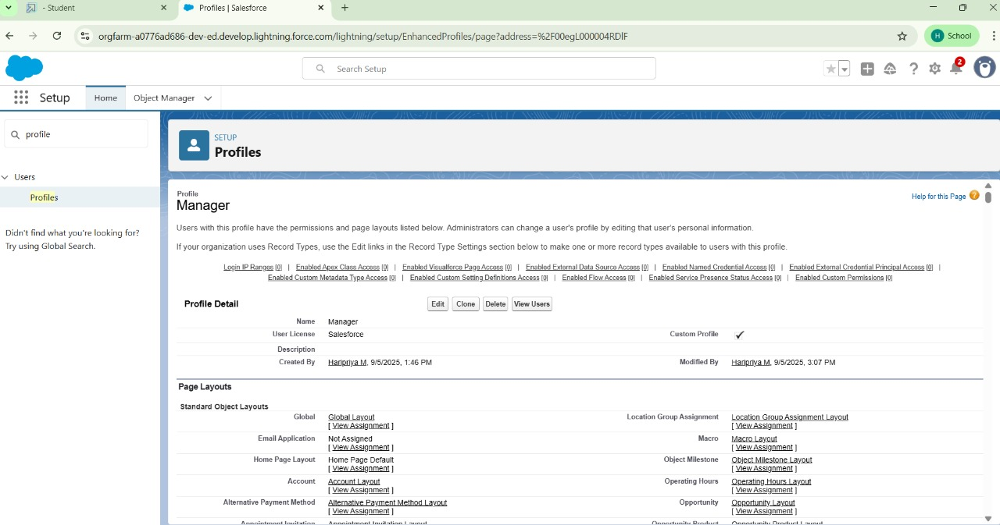 - Student
Profiles | Salesforce
orgfarm-a0776ad686-dev-ed.develop.lightning.force.com/lightning/setup/EnhancedProfiles/page?address=%2F00egL000004RDlF
H School
Search Setup
2
Setup Home Object Manager
profile
Users
Profiles
Didn't find what you're looking for?
Try using Global Search.
SETUP
Profiles
Profile
Manager
Help for this Page ?
Users with this profile have the permissions and page layouts listed below. Administrators can change a user's profile by editing that user's personal information.
If your organization uses Record Types, use the Edit links in the Record Type Settings section below to make one or more record types available to users with this profile.
Login IP Ranges [0] | Enabled Apex Class Access [0] | Enabled Visualforce Page Access [0] | Enabled External Data Source Access [0] | Enabled Named Credential Access [0] | Enabled External Credential Principal Access [0] |
Enabled Custom Metadata Type Access [0] | Enabled Custom Setting Definitions Access [0] | Enabled Flow Access [0] | Enabled Service Presence Status Access [0] | Enabled Custom Permissions [0]
Profile Detail Edit Clone Delete View Users
Name Manager
User License Salesforce Custom Profile ✓
Description
Created By Haripriya M, 9/5/2025, 1:46 PM Modified By Haripriya M, 9/5/2025, 3:07 PM
Page Layouts
Standard Object Layouts
Global Global Layout Location Group Assignment Location Group Assignment Layout
[ View Assignment ] [ View Assignment ]
Email Application Not Assigned Macro Macro Layout
[ View Assignment ] [ View Assignment ]
Home Page Layout Home Page Default Object Milestone Object Milestone Layout
[ View Assignment ] [ View Assignment ]
Account Account Layout Operating Hours Operating Hours Layout
[ View Assignment ] [ View Assignment ]
Alternative Payment Method Alternative Payment Method Layout Opportunity Opportunity Layout
[ View Assignment ] [ View Assignment ]
Appointment Invitation Appointment Invitation Layout Opportunity Product Opportunity Product Layout